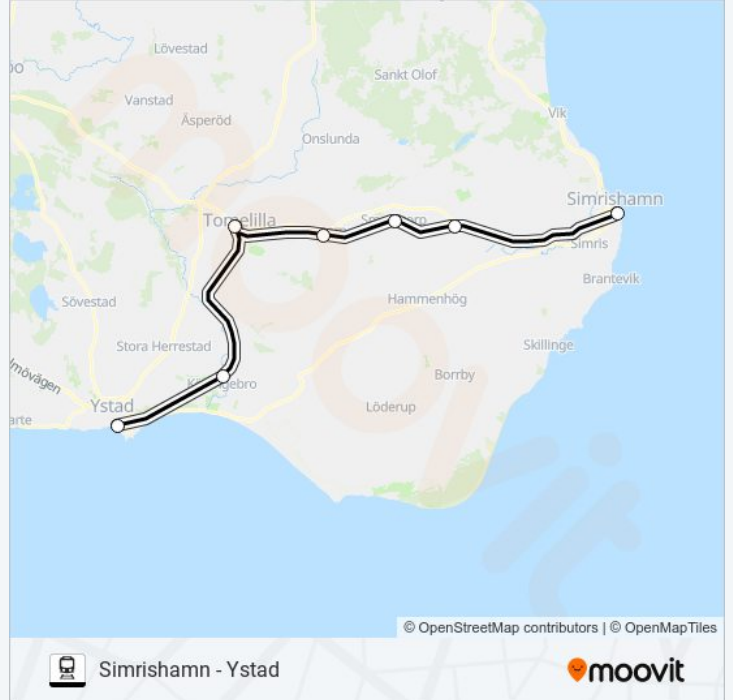 Lövestad
Sankt Olof
Vanstad
Vik
Äsperöd
Onslunda
Simrishamn
Tomelilla
Simris
Brantevik
Hammenhög
Sövestad
Skillinge
Stora Herrestad
Borrby
Löderup
Ystad
© OpenStreetMap contributors | © OpenMapTiles
Simrishamn - Ystad
moovit